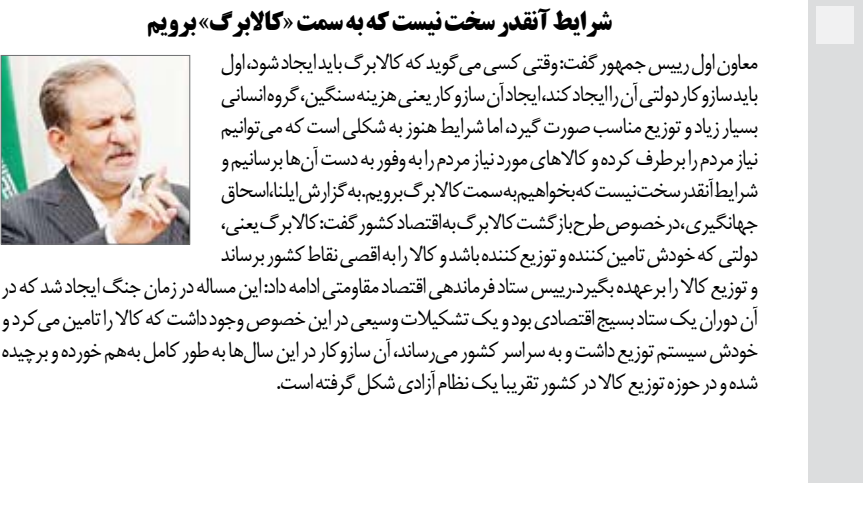 شرایط آنقدر سخت نیست که به سمت «کالابرگ» برویم
معاون اول رییس جمهور گفت: وقتی کسی می گوید که کالابرگ باید ایجاد شود، اول
باید سازو کار دولتی آن را ایجاد کند، ایجاد آن سازو کار یعنی هزینه سنگین، گروه انسانی
بسیار زیاد و توزیع مناسب صورت گیرد، اما شرایط هنوز به شکلی است که می‌توانیم
نیاز مردم را برطرف کرده و کالاهای مورد نیاز مردم را به وفور به دست آن‌ها برسانیم و
شرایط آنقدر سخت نیست که بخواهیم به سمت کالابرگ برویم. به گزارش ایلنا، اسحاق
جهانگیری، در خصوص طرح بازگشت کالابرگ به اقتصاد کشور گفت: کالابرگ یعنی،
دولتی که خودش تامین کننده و توزیع کننده باشد و کالا را به اقصی نقاط کشور برساند
و توزیع کالا را برعهده بگیرد. رییس ستاد فرماندهی اقتصاد مقاومتی ادامه داد: این مساله در زمان جنگ ایجاد شد که در
آن دوران یک ستاد بسیج اقتصادی بود و یک تشکیلات وسیعی در این خصوص وجود داشت که کالا را تامین می کرد و
خودش سیستم توزیع داشت و به سراسر کشور می‌رساند، آن سازو کار در این سال‌ها به طور کامل به‌هم خورده و برچیده
شده و در حوزه توزیع کالا در کشور تقریبا یک نظام آزادی شکل گرفته است.